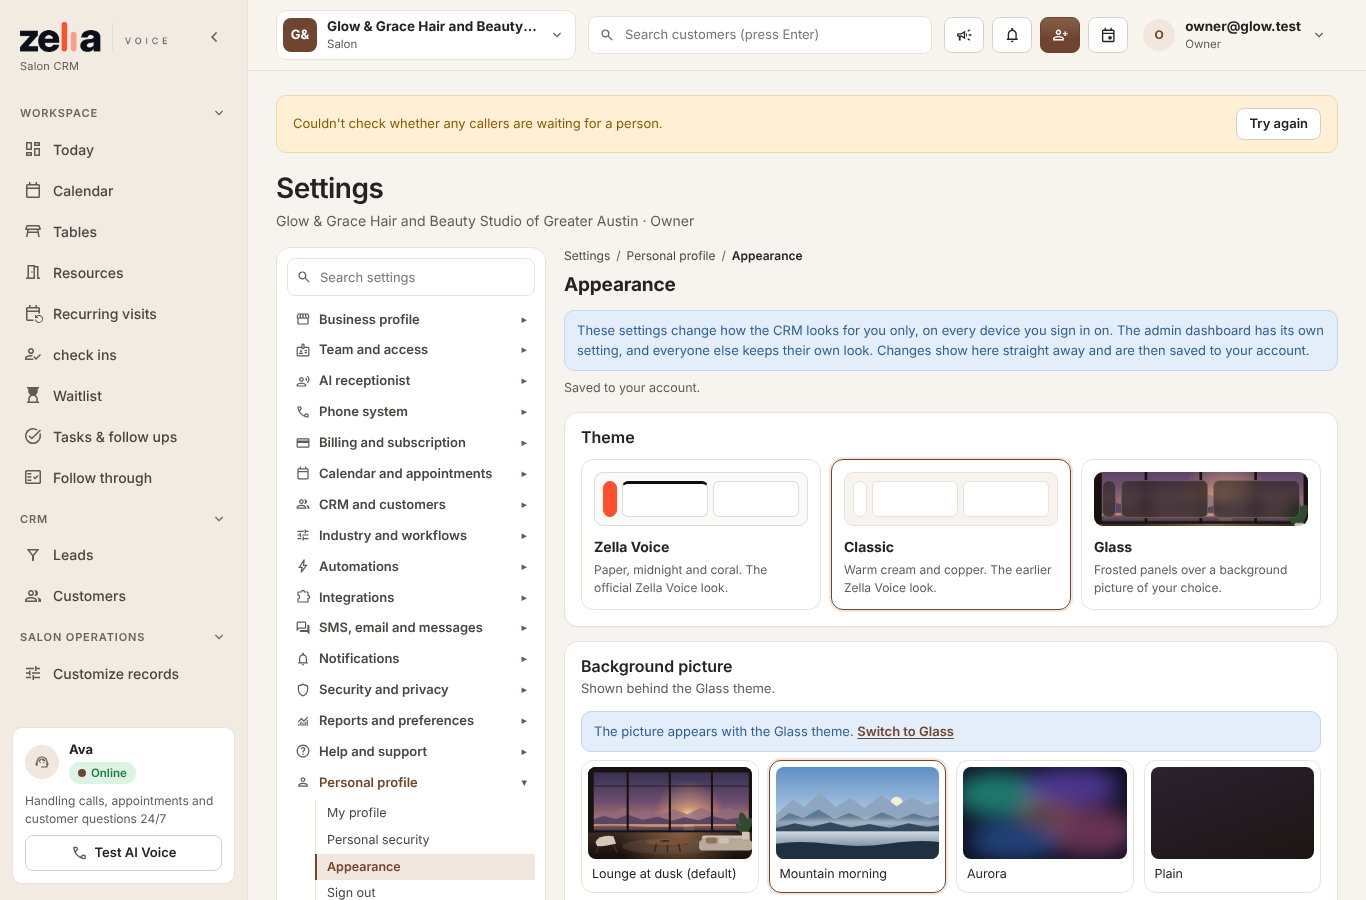 zella VOICE
Salon CRM
WORKSPACE
Today
Calendar
Tables
Resources
Recurring visits
check ins
Waitlist
Tasks & follow ups
Follow through
CRM
Leads
Customers
SALON OPERATIONS
Customize records
Ava
Online
Handling calls, appointments and
customer questions 24/7
Test AI Voice
G&
Glow & Grace Hair and Beauty...
Salon
Search customers (press Enter)
O
owner@glow.test
Owner
Couldn't check whether any callers are waiting for a person.
Try again
Settings
Glow & Grace Hair and Beauty Studio of Greater Austin · Owner
Search settings
Business profile
Team and access
AI receptionist
Phone system
Billing and subscription
Calendar and appointments
CRM and customers
Industry and workflows
Automations
Integrations
SMS, email and messages
Notifications
Security and privacy
Reports and preferences
Help and support
Personal profile
My profile
Personal security
Appearance
Sign out
Settings / Personal profile / Appearance
Appearance
These settings change how the CRM looks for you only, on every device you sign in on. The admin dashboard has its own
setting, and everyone else keeps their own look. Changes show here straight away and are then saved to your account.
Saved to your account.
Theme
Zella Voice
Paper, midnight and coral. The
official Zella Voice look.
Classic
Warm cream and copper. The earlier
Zella Voice look.
Glass
Frosted panels over a background
picture of your choice.
Background picture
Shown behind the Glass theme.
The picture appears with the Glass theme. Switch to Glass
Lounge at dusk (default)
Mountain morning
Aurora
Plain